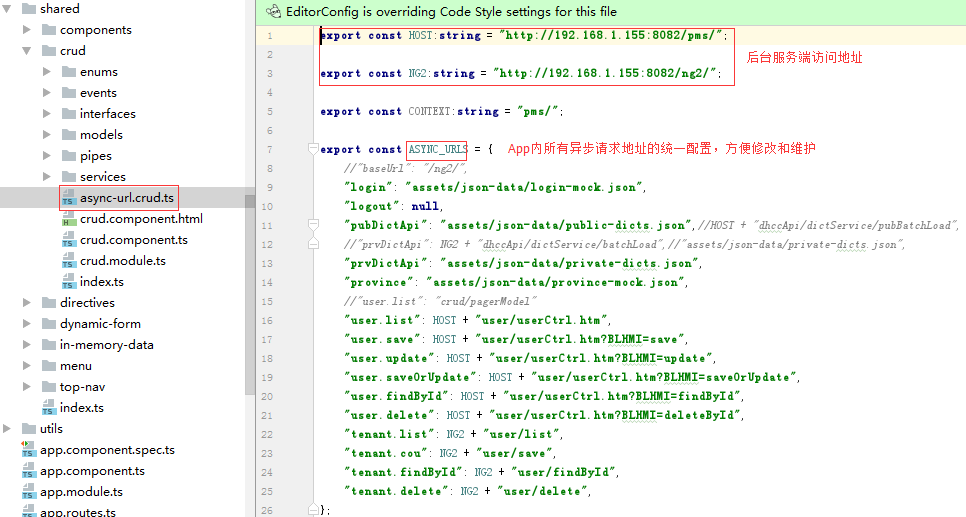 shared
components
crud
enums
events
interfaces
models
pipes
services
async-url.crud.ts
crud.component.html
crud.component.ts
crud.module.ts
index.ts
directives
dynamic-form
in-memory-data
menu
top-nav
index.ts
utils
app.component.spec.ts
app.component.ts
app.module.ts
app.routes.ts
EditorConfig is overriding Code Style settings for this file
1 export const HOST:string = "http://192.168.1.155:8082/pms/";
2 后台服务端访问地址
3 export const NG2:string = "http://192.168.1.155:8082/ng2/";
4
5 export const CONTEXT:string = "pms/";
6
7 export const ASYNC_URLS = { App内所有异步请求地址的统一配置，方便修改和维护
8 //"baseUrl": "/ng2/",
9 "login": "assets/json-data/login-mock.json",
10 "logout": null,
11 "pubDictApi": "assets/json-data/public-dicts.json",//HOST + "dhccApi/dictService/pubBatchLoad",
12 //"prvDictApi": NG2 + "dhccApi/dictService/batchLoad",//"assets/json-data/private-dicts.json",
13 "prvDictApi": "assets/json-data/private-dicts.json",
14 "province": "assets/json-data/province-mock.json",
15 //"user.list": "crud/pagerModel"
16 "user.list": HOST + "user/userCtrl.htm",
17 "user.save": HOST + "user/userCtrl.htm?BLHMI=save",
18 "user.update": HOST + "user/userCtrl.htm?BLHMI=update",
19 "user.saveOrUpdate": HOST + "user/userCtrl.htm?BLHMI=saveOrUpdate",
20 "user.findById": HOST + "user/userCtrl.htm?BLHMI=findById",
21 "user.delete": HOST + "user/userCtrl.htm?BLHMI=deleteById",
22 "tenant.list": NG2 + "user/list",
23 "tenant.cou": NG2 + "user/save",
24 "tenant.findById": NG2 + "user/findById",
25 "tenant.delete": NG2 + "user/delete",
26 };